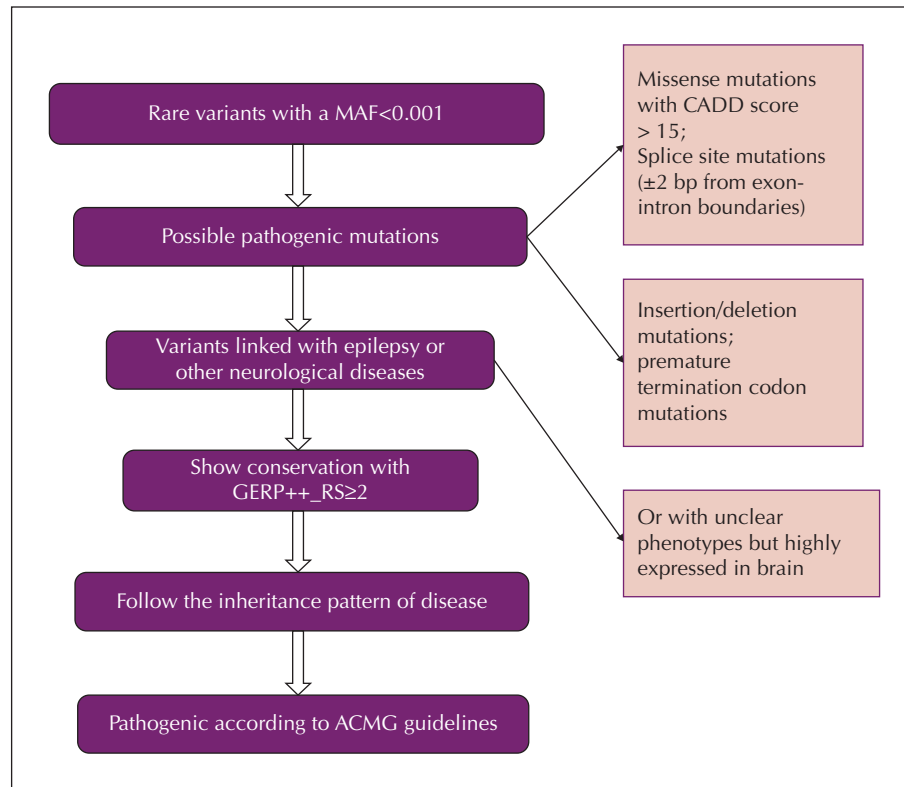 Rare variants with a MAF<0.001
Possible pathogenic mutations
Variants linked with epilepsy or
other neurological diseases
Show conservation with
GERP++_RS≥2
Follow the inheritance pattern of disease
Pathogenic according to ACMG guidelines
Missense mutations
with CADD score
> 15;
Splice site mutations
(±2 bp from exon-
intron boundaries)
Insertion/deletion
mutations;
premature
termination codon
mutations
Or with unclear
phenotypes but highly
expressed in brain